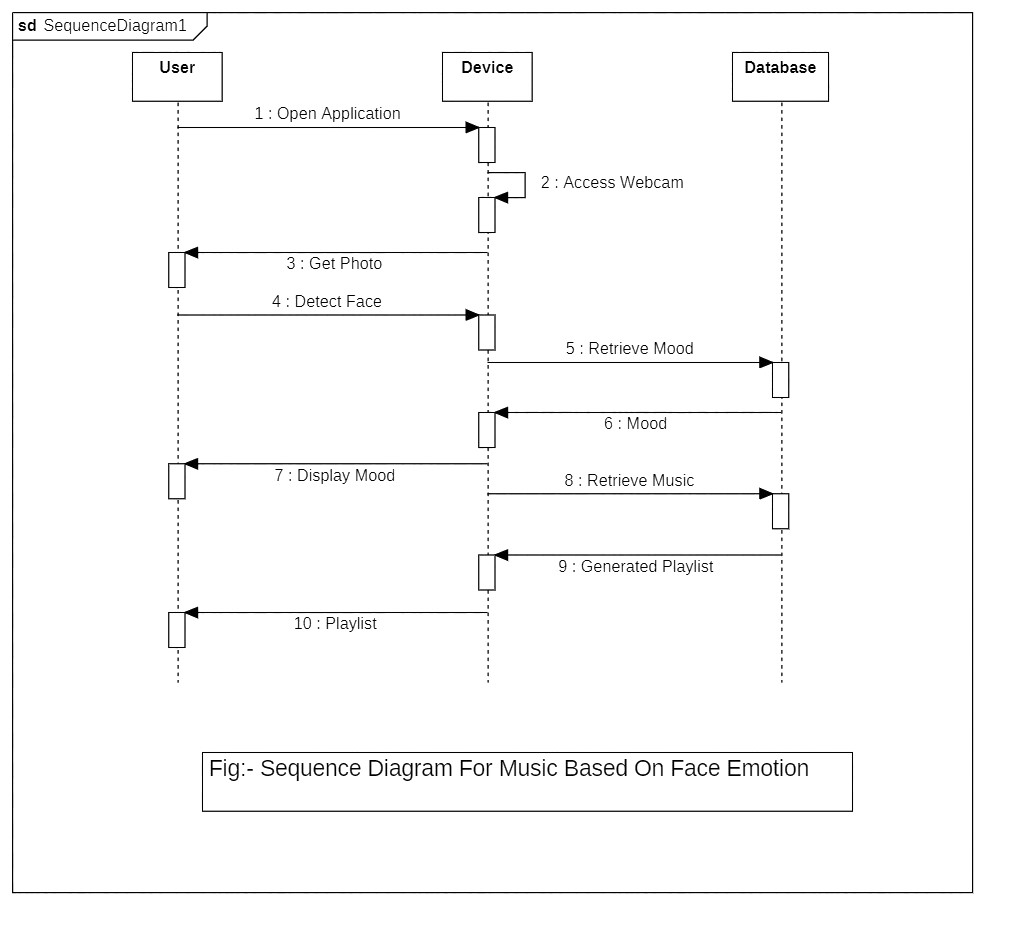 sd SequenceDiagram1
User
Device
Database
1 : Open Application
2 : Access Webcam
3 : Get Photo
4 : Detect Face
5 : Retrieve Mood
6 : Mood
7 : Display Mood
8 : Retrieve Music
9 : Generated Playlist
10 : Playlist
Fig:- Sequence Diagram For Music Based On Face Emotion